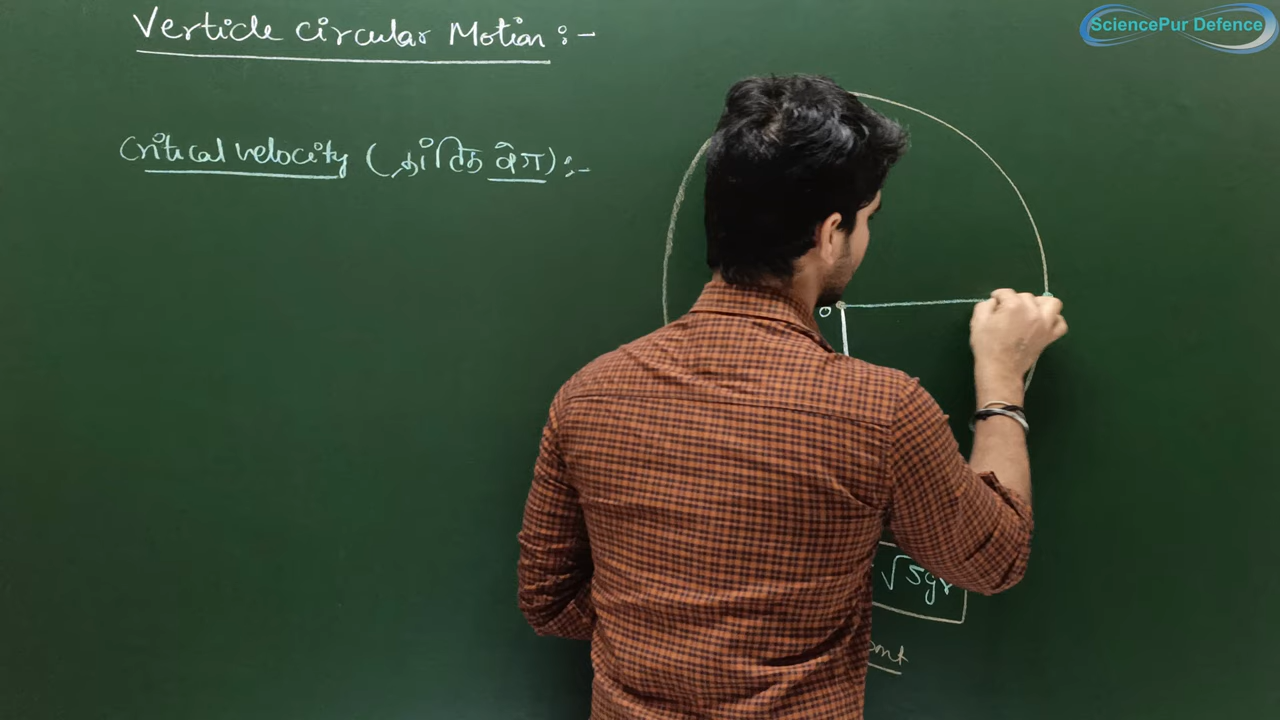 SciencePur Defence
Verticle Circular Motion :-
Critical velocity (क्रांतिक वेग) :-
O
√5gr